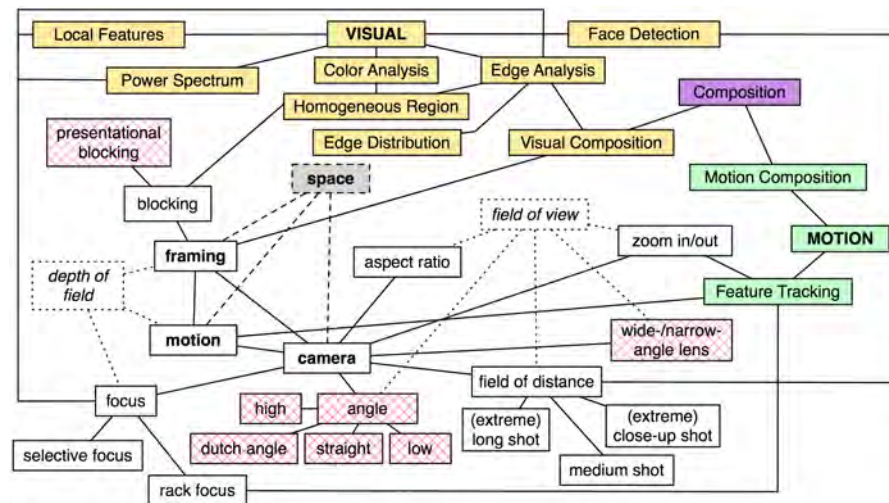 Local Features
VISUAL
Face Detection
Power Spectrum
Color Analysis
Edge Analysis
Composition
Homogeneous Region
presentational
blocking
Edge Distribution
Visual Composition
space
Motion Composition
blocking
field of view
framing
aspect ratio
zoom in/out
MOTION
depth of
field
Feature Tracking
motion
camera
wide-/narrow-
angle lens
field of distance
focus
high
angle
(extreme)
long shot
(extreme)
close-up shot
selective focus
dutch angle
straight
low
medium shot
rack focus